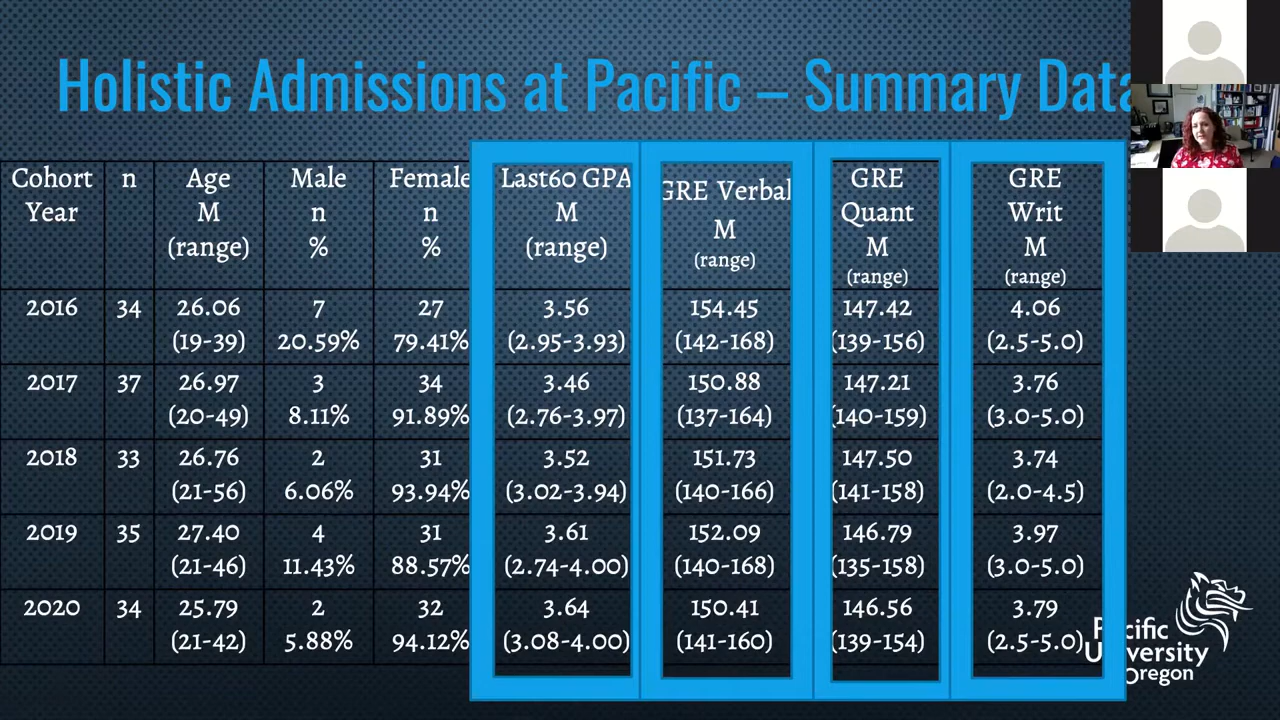 Holistic Admissions at Pacific – Summary Data
Cohort Year n Age M (range) Male n % Female n % Last60 GPA M (range) GRE Verbal M (range) GRE Quant M (range) GRE Writ M (range)
2016 34 26.06 7 27 3.56 154.45 147.42 4.06
(19-39) 20.59% 79.41% (2.95-3.93) (142-168) (139-156) (2.5-5.0)
2017 37 26.97 3 34 3.46 150.88 147.21 3.76
(20-49) 8.11% 91.89% (2.76-3.97) (137-164) (140-159) (3.0-5.0)
2018 33 26.76 2 31 3.52 151.73 147.50 3.74
(21-56) 6.06% 93.94% (3.02-3.94) (140-166) (141-158) (2.0-4.5)
2019 35 27.40 4 31 3.61 152.09 146.79 3.97
(21-46) 11.43% 88.57% (2.74-4.00) (140-168) (135-158) (3.0-5.0)
2020 34 25.79 2 32 3.64 150.41 146.56 3.79
(21-42) 5.88% 94.12% (3.08-4.00) (141-160) (139-154) (2.5-5.0)
Pacific
University
Oregon